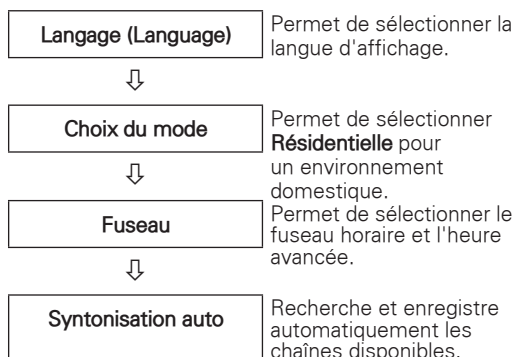 Langage (Language)
Permet de sélectionner la
langue d'affichage.
⇩
Choix du mode
Permet de sélectionner
Résidentielle pour
un environnement
domestique.
⇩
Fuseau
Permet de sélectionner le
fuseau horaire et l'heure
avancée.
⇩
Syntonisation auto
Recherche et enregistre
automatiquement les
chaînes disponibles.